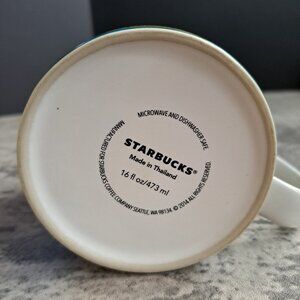 MICROWAVE AND DISHWASHER SAFE.
STARBUCKS®
Made in Thailand
16 fl oz/473 ml
MANUFACTURED FOR STARBUCKS COFFEE COMPANY SEATTLE, WA 98134 © 2014 ALL RIGHTS RESERVED.